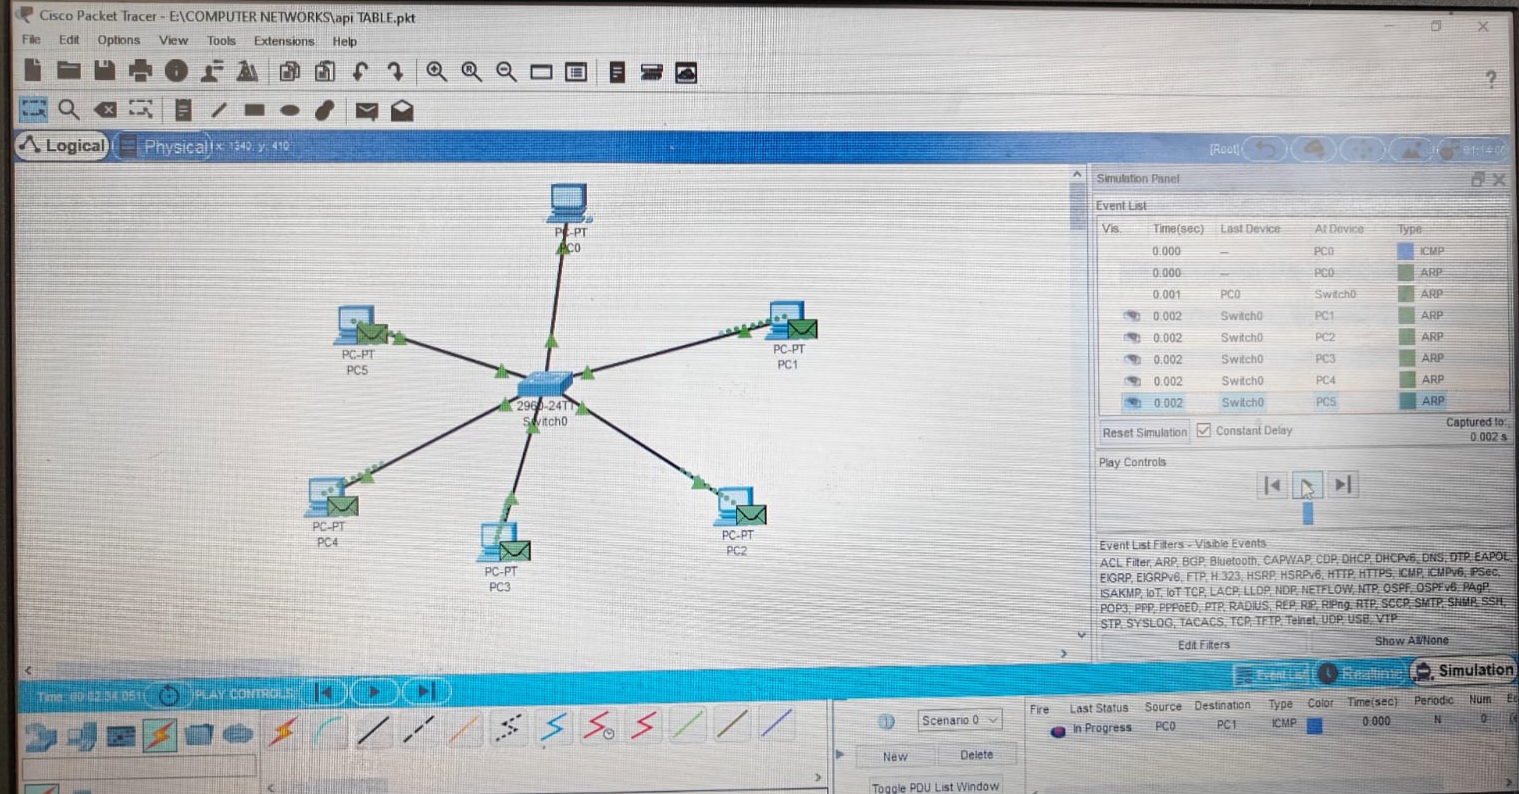 Cisco Packet Tracer - E:\COMPUTER NETWORKS\api TABLE.pkt
File Edit Options View Tools Extensions Help
?
Logical Physical x: 1340, y: 410 [Root]
PC-PT
PC0
PC-PT
PC5
PC-PT
PC1
2960-24TT
Switch0
PC-PT
PC4
PC-PT
PC2
PC-PT
PC3
Simulation Panel
Event List
Vis. Time(sec) Last Device At Device Type
0.000 -- PC0 ICMP
0.000 -- PC0 ARP
0.001 PC0 Switch0 ARP
0.002 Switch0 PC1 ARP
0.002 Switch0 PC2 ARP
0.002 Switch0 PC3 ARP
0.002 Switch0 PC4 ARP
0.002 Switch0 PC5 ARP
Reset Simulation Constant Delay Captured to:
0.002 s
Play Controls
Event List Filters - Visible Events
ACL Filter, ARP, BGP, Bluetooth, CAPWAP, CDP, DHCP, DHCPv6, DNS, DTP, EAPOL,
EIGRP, EIGRPv6, FTP, H.323, HSRP, HSRPv6, HTTP, HTTPS, ICMP, ICMPv6, IPSec,
ISAKMP, IoT, IoT TCP, LACP, LLDP, NDP, NETFLOW, NTP, OSPF, OSPFv6, PAgP,
POP3, PPP, PPPoED, PTP, RADIUS, REP, RIP, RIPng, RTP, SCCP, SMTP, SNMP, SSH,
STP, SYSLOG, TACACS, TCP, TFTP, Telnet, UDP, USB, VTP
Edit Filters Show All/None
Event List Realtime Simulation
Time: 00:02:54.051 PLAY CONTROLS:
Scenario 0
New Delete
Toggle PDU List Window
Fire Last Status Source Destination Type Color Time(sec) Periodic Num
In Progress PC0 PC1 ICMP 0.000 N 0